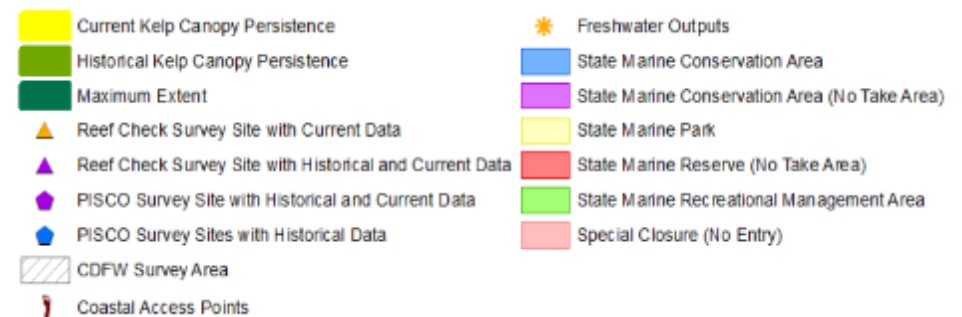 Current Kelp Canopy Persistence
Historical Kelp Canopy Persistence
Maximum Extent
Reef Check Survey Site with Current Data
Reef Check Survey Site with Historical and Current Data
PISCO Survey Site with Historical and Current Data
PISCO Survey Sites with Historical Data
CDFW Survey Area
Coastal Access Points
Freshwater Outputs
State Marine Conservation Area
State Marine Conservation Area (No Take Area)
State Marine Park
State Marine Reserve (No Take Area)
State Marine Recreational Management Area
Special Closure (No Entry)